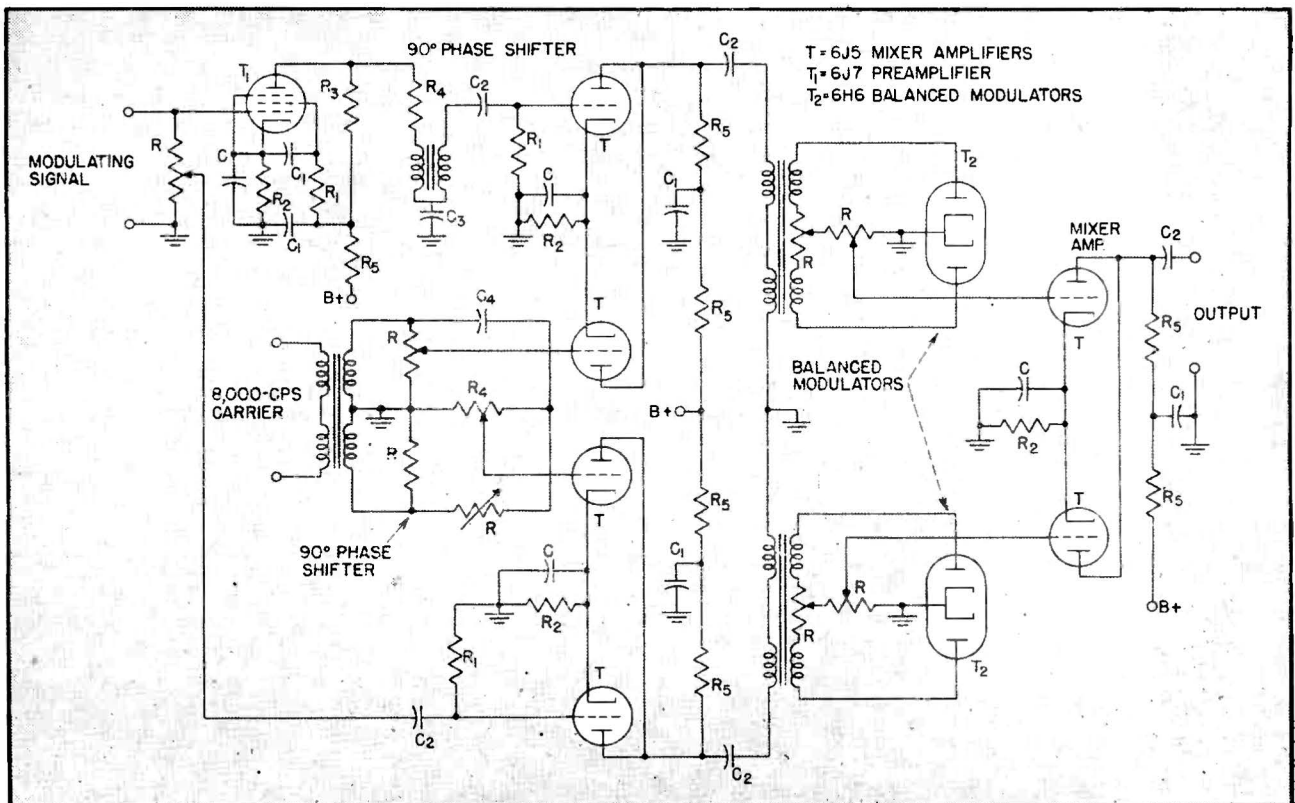 90° PHASE SHIFTER
C2
T = 6J5 MIXER AMPLIFIERS
T1 = 6J7 PREAMPLIFIER
T2 = 6H6 BALANCED MODULATORS
T1
R3
R4
C2
T
R5
R
C
C1
R1
R2
C1
MODULATING
SIGNAL
R1
C
R2
C3
C1
T2
R
R
MIXER
AMP.
C2
R5
B+
C4
R
T
R5
T
R5
OUTPUT
8,000-CPS
CARRIER
R4
B+
BALANCED
MODULATORS
C
R2
C1
R
R
T
R5
T
R5
90° PHASE
SHIFTER
C
R2
C1
R
R
B+
R1
T
R5
T2
C2
C2